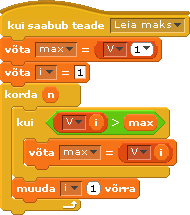 kui saabub teade Leia maks
võta max = V 1
võta i = 1
korda n
kui V i > max
võta max = V i
muuda i 1 võrra